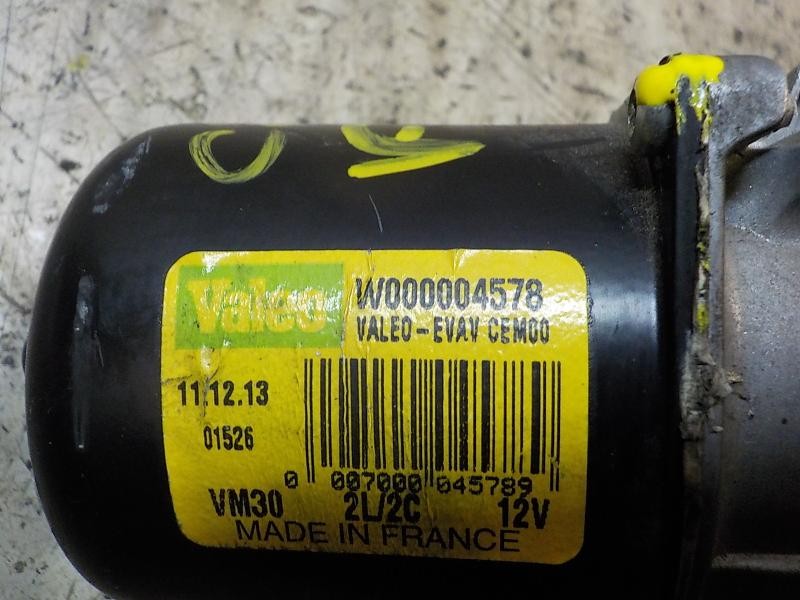 Valeo W000004578
VALEO-EVAV CEM00
11.12.13
01526
0 007000 045789
VM30 2L/2C 12V
MADE IN FRANCE